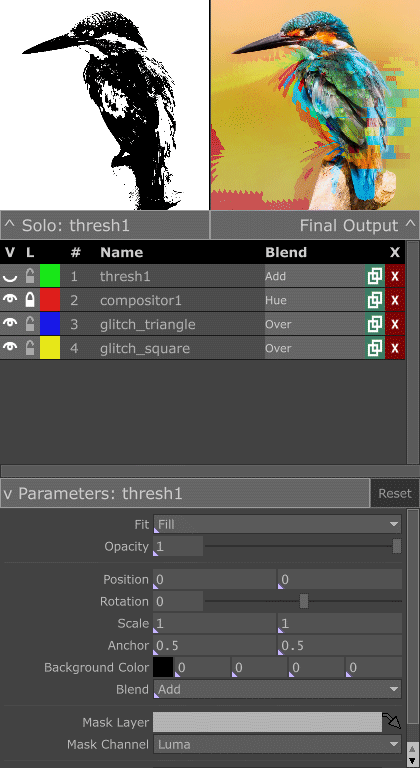 ^ Solo: thresh1 Final Output ^
V L # Name Blend X
1 thresh1 Add X
2 compositor1 Hue X
3 glitch_triangle Over X
4 glitch_square Over X
v Parameters: thresh1 Reset
Fit Fill
Opacity 1
Position 0 0
Rotation 0
Scale 1 1
Anchor 0.5 0.5
Background Color 0 0 0 0
Blend Add
Mask Layer
Mask Channel Luma